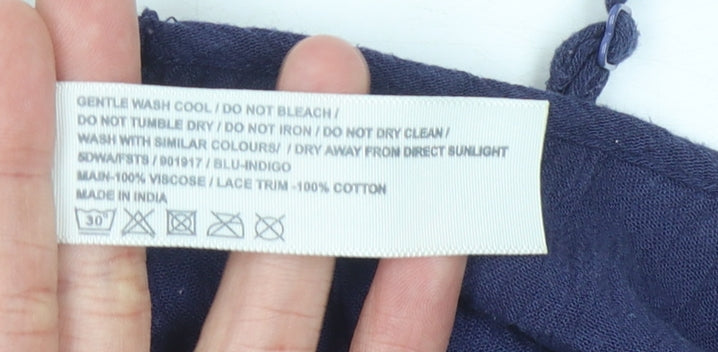 GENTLE WASH COOL / DO NOT BLEACH /
DO NOT TUMBLE DRY / DO NOT IRON / DO NOT DRY CLEAN /
WASH WITH SIMILAR COLOURS/ / DRY AWAY FROM DIRECT SUNLIGHT
SDWA/FSTS / 901917 / BLU-INDIGO
MAIN-100% VISCOSE / LACE TRIM -100% COTTON
MADE IN INDIA
30°